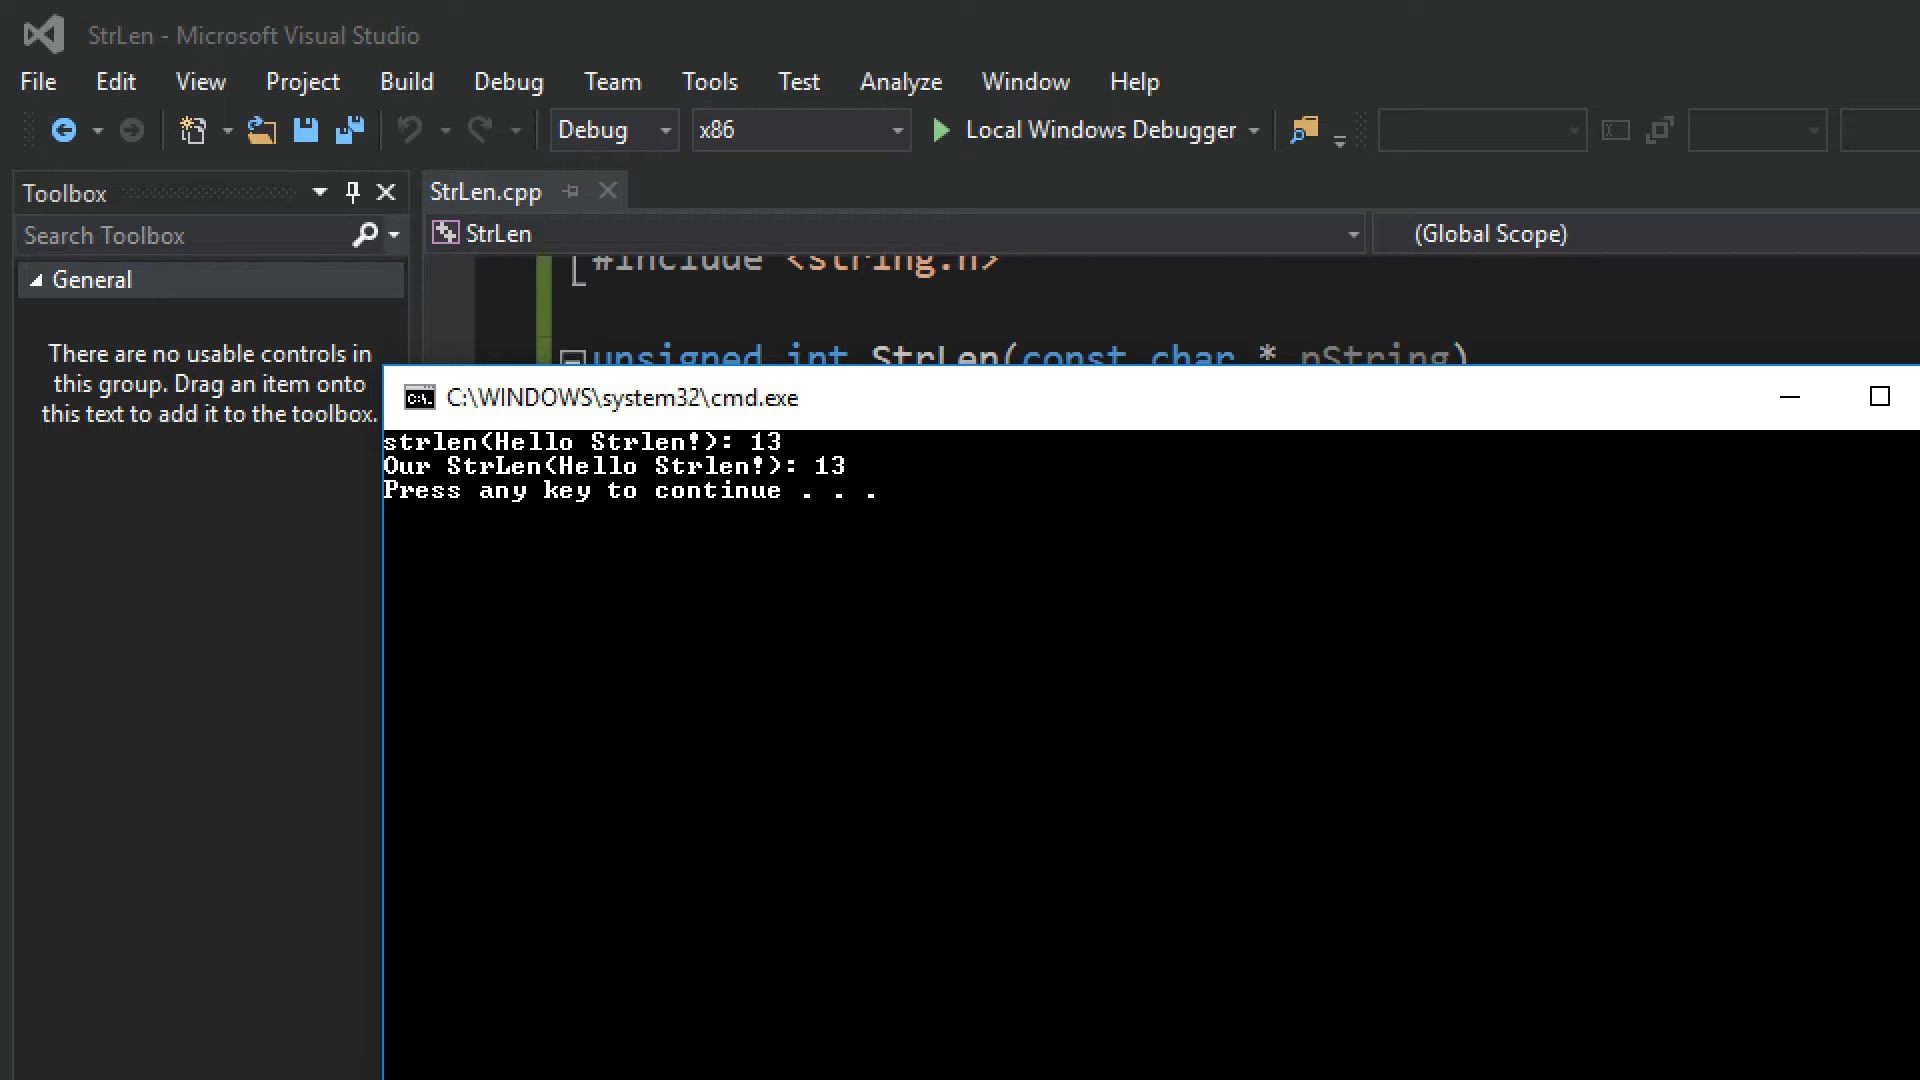 StrLen - Microsoft Visual Studio
File Edit View Project Build Debug Team Tools Test Analyze Window Help
Debug x86 Local Windows Debugger
Toolbox
StrLen.cpp
Search Toolbox
StrLen
(Global Scope)
#include <string.h>
General
There are no usable controls in
this group. Drag an item onto
this text to add it to the toolbox.
unsigned int StrLen(const char * pString)
C:\WINDOWS\system32\cmd.exe
strlen(Hello Strlen!): 13
Our StrLen(Hello Strlen!): 13
Press any key to continue . . .